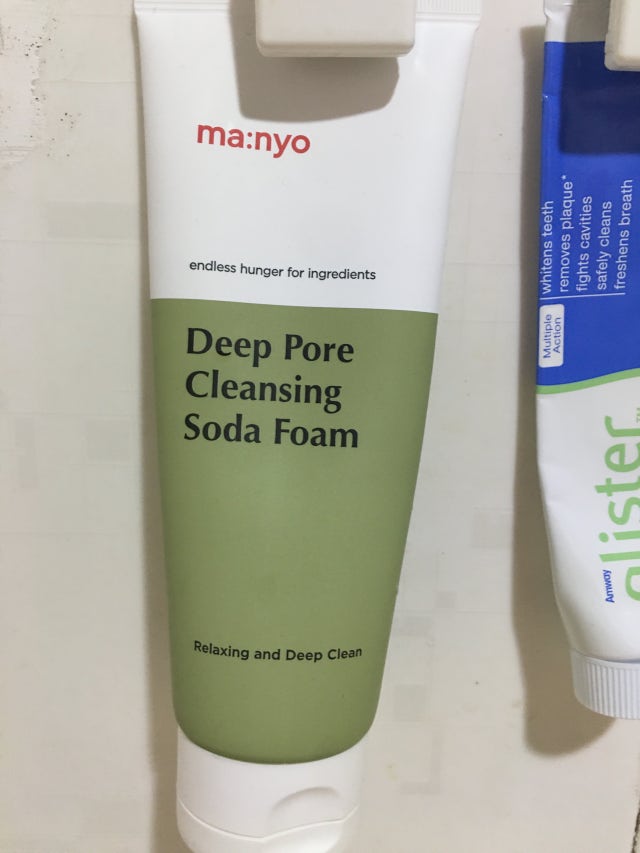 ma:nyo
endless hunger for ingredients
Deep Pore
Cleansing
Soda Foam
Relaxing and Deep Clean
whitens teeth
removes plaque*
fights cavities
safely cleans
freshens breath
Multiple
Action
Amway
glister™